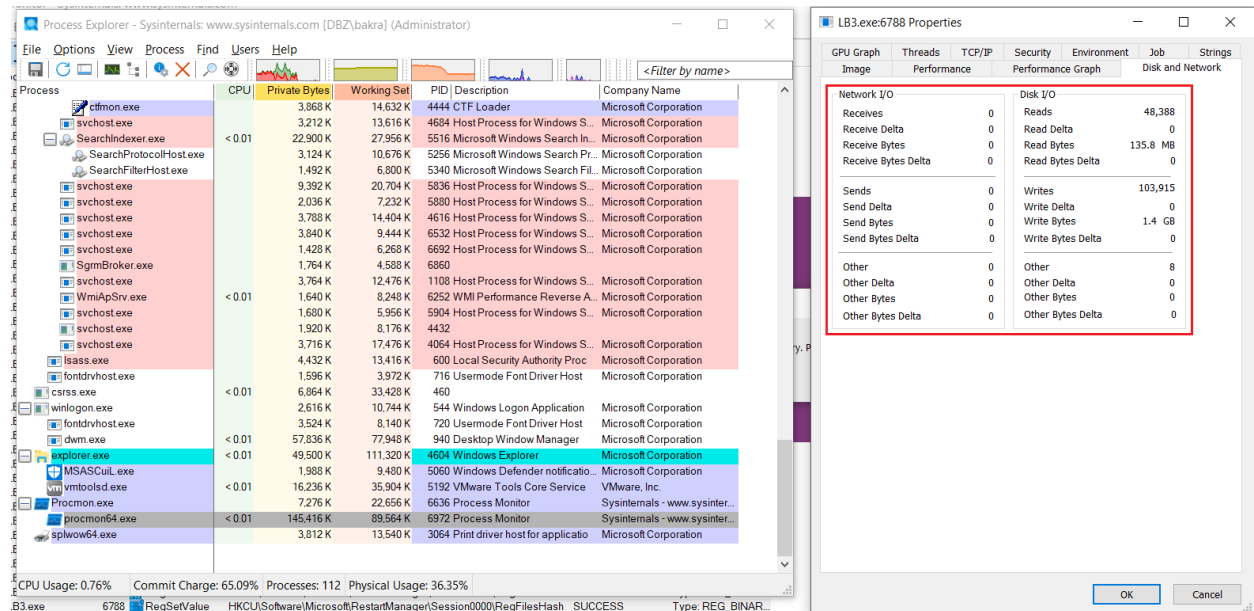 www.sysinternals.com
Process Explorer - Sysinternals: www.sysinternals.com [DBZ\bakra] (Administrator)
File Options View Process Find Users Help
<Filter by name>
Process CPU Private Bytes Working Set PID Description Company Name
ctfmon.exe 3,868 K 14,632 K 4444 CTF Loader Microsoft Corporation
svchost.exe 3,212 K 13,616 K 4684 Host Process for Windows S... Microsoft Corporation
SearchIndexer.exe < 0.01 22,900 K 27,956 K 5516 Microsoft Windows Search In... Microsoft Corporation
SearchProtocolHost.exe 3,124 K 10,676 K 5256 Microsoft Windows Search Pr... Microsoft Corporation
SearchFilterHost.exe 1,492 K 6,800 K 5340 Microsoft Windows Search Fil... Microsoft Corporation
svchost.exe 9,392 K 20,704 K 5836 Host Process for Windows S... Microsoft Corporation
svchost.exe 2,036 K 7,232 K 5880 Host Process for Windows S... Microsoft Corporation
svchost.exe 3,788 K 14,404 K 4616 Host Process for Windows S... Microsoft Corporation
svchost.exe 3,840 K 9,444 K 6532 Host Process for Windows S... Microsoft Corporation
svchost.exe 1,428 K 6,268 K 6692 Host Process for Windows S... Microsoft Corporation
SgrmBroker.exe 1,764 K 4,588 K 6860
svchost.exe 3,764 K 12,476 K 1108 Host Process for Windows S... Microsoft Corporation
WmiApSrv.exe < 0.01 1,640 K 8,248 K 6252 WMI Performance Reverse A... Microsoft Corporation
svchost.exe 1,680 K 5,956 K 5904 Host Process for Windows S... Microsoft Corporation
svchost.exe 1,920 K 8,176 K 4432
svchost.exe 3,716 K 17,476 K 4064 Host Process for Windows S... Microsoft Corporation
lsass.exe 4,432 K 13,416 K 600 Local Security Authority Proc Microsoft Corporation
fontdrvhost.exe 1,596 K 3,972 K 716 Usermode Font Driver Host Microsoft Corporation
csrss.exe < 0.01 6,864 K 33,428 K 460
winlogon.exe 2,616 K 10,744 K 544 Windows Logon Application Microsoft Corporation
fontdrvhost.exe 3,524 K 8,140 K 720 Usermode Font Driver Host Microsoft Corporation
dwm.exe < 0.01 57,836 K 77,948 K 940 Desktop Window Manager Microsoft Corporation
explorer.exe < 0.01 49,500 K 111,320 K 4604 Windows Explorer Microsoft Corporation
MSASCuiL.exe 1,988 K 9,480 K 5060 Windows Defender notificatio... Microsoft Corporation
vmtoolsd.exe < 0.01 16,236 K 35,904 K 5192 VMware Tools Core Service VMware, Inc.
Procmon.exe 7,276 K 22,656 K 6636 Process Monitor Sysinternals - www.sysinter...
procmon64.exe < 0.01 145,416 K 89,564 K 6972 Process Monitor Sysinternals - www.sysinter...
splwow64.exe 3,812 K 13,540 K 3064 Print driver host for applicatio Microsoft Corporation
CPU Usage: 0.76% Commit Charge: 65.09% Processes: 112 Physical Usage: 36.35%
B3.exe 6788 RegSetValue HKCU\Software\Microsoft\RestartManager\Session0000\RegFilesHash SUCCESS Type: REG_BINAR...
LB3.exe:6788 Properties
GPU Graph Threads TCP/IP Security Environment Job Strings
Image Performance Performance Graph Disk and Network
Network I/O Disk I/O
Receives 0 Reads 48,388
Receive Delta 0 Read Delta 0
Receive Bytes 0 Read Bytes 135.8 MB
Receive Bytes Delta 0 Read Bytes Delta 0
Sends 0 Writes 103,915
Send Delta 0 Write Delta 0
Send Bytes 0 Write Bytes 1.4 GB
Send Bytes Delta 0 Write Bytes Delta 0
Other 0 Other 8
Other Delta 0 Other Delta 0
Other Bytes 0 Other Bytes 0
Other Bytes Delta 0 Other Bytes Delta 0
OK Cancel